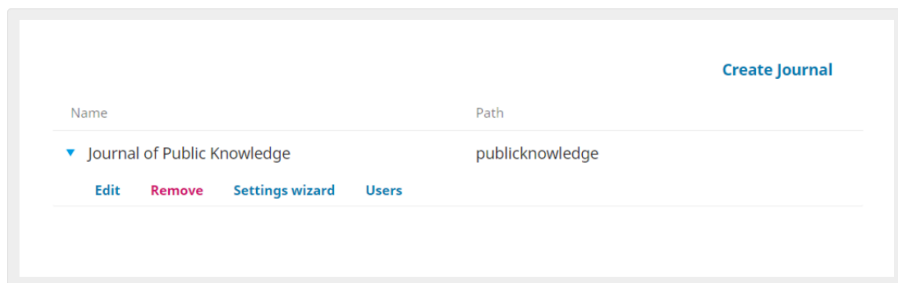 Create Journal
Name Path
Journal of Public Knowledge publicknowledge
Edit Remove Settings wizard Users